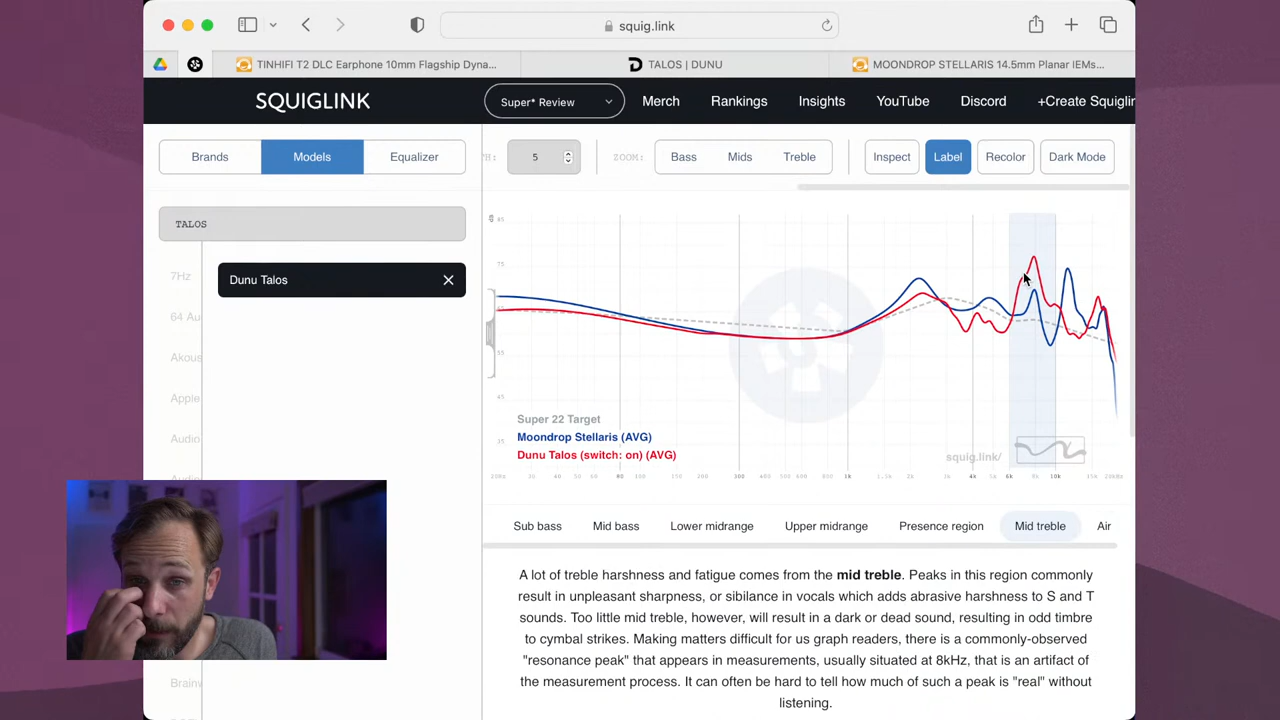 squig.link
TINHIFI T2 DLC Earphone 10mm Flagship Dyna...
TALOS | DUNU
MOONDROP STELLARIS 14.5mm Planar IEMs...
SQUIGLINK
Super* Review
Merch
Rankings
Insights
YouTube
Discord
+Create Squiglin
Brands
Models
Equalizer
5
ZOOM:
Bass
Mids
Treble
Inspect
Label
Recolor
Dark Mode
TALOS
7Hz
Dunu Talos
64 Au
Akous
Apple
Audio
Brainw
Super 22 Target
Moondrop Stellaris (AVG)
Dunu Talos (switch: on) (AVG)
squig.link/
Sub bass
Mid bass
Lower midrange
Upper midrange
Presence region
Mid treble
Air
A lot of treble harshness and fatigue comes from the mid treble. Peaks in this region commonly
result in unpleasant sharpness, or sibilance in vocals which adds abrasive harshness to S and T
sounds. Too little mid treble, however, will result in a dark or dead sound, resulting in odd timbre
to cymbal strikes. Making matters difficult for us graph readers, there is a commonly-observed
"resonance peak" that appears in measurements, usually situated at 8kHz, that is an artifact of
the measurement process. It can often be hard to tell how much of such a peak is "real" without
listening.